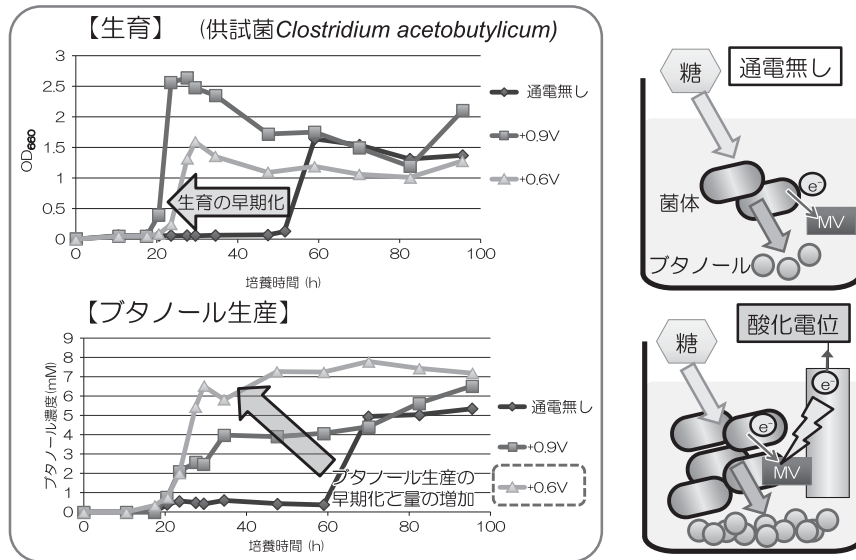 【生育】 (供試菌Clostridium acetobutylicum)
3
2.5
2
1.5
1
0.5
0
OD660
0 20 40 60 80 100
培養時間 (h)
生育の早期化
通電無し
+0.9V
+0.6V
【ブタノール生産】
9
8
7
6
5
4
3
2
1
0
ブタノール濃度(mM)
0 20 40 60 80 100
培養時間 (h)
ブタノール生産の
早期化と量の増加
通電無し
+0.9V
+0.6V
糖
通電無し
菌体
e⁻
MV
ブタノール
酸化電位
糖
e⁻
e⁻
MV